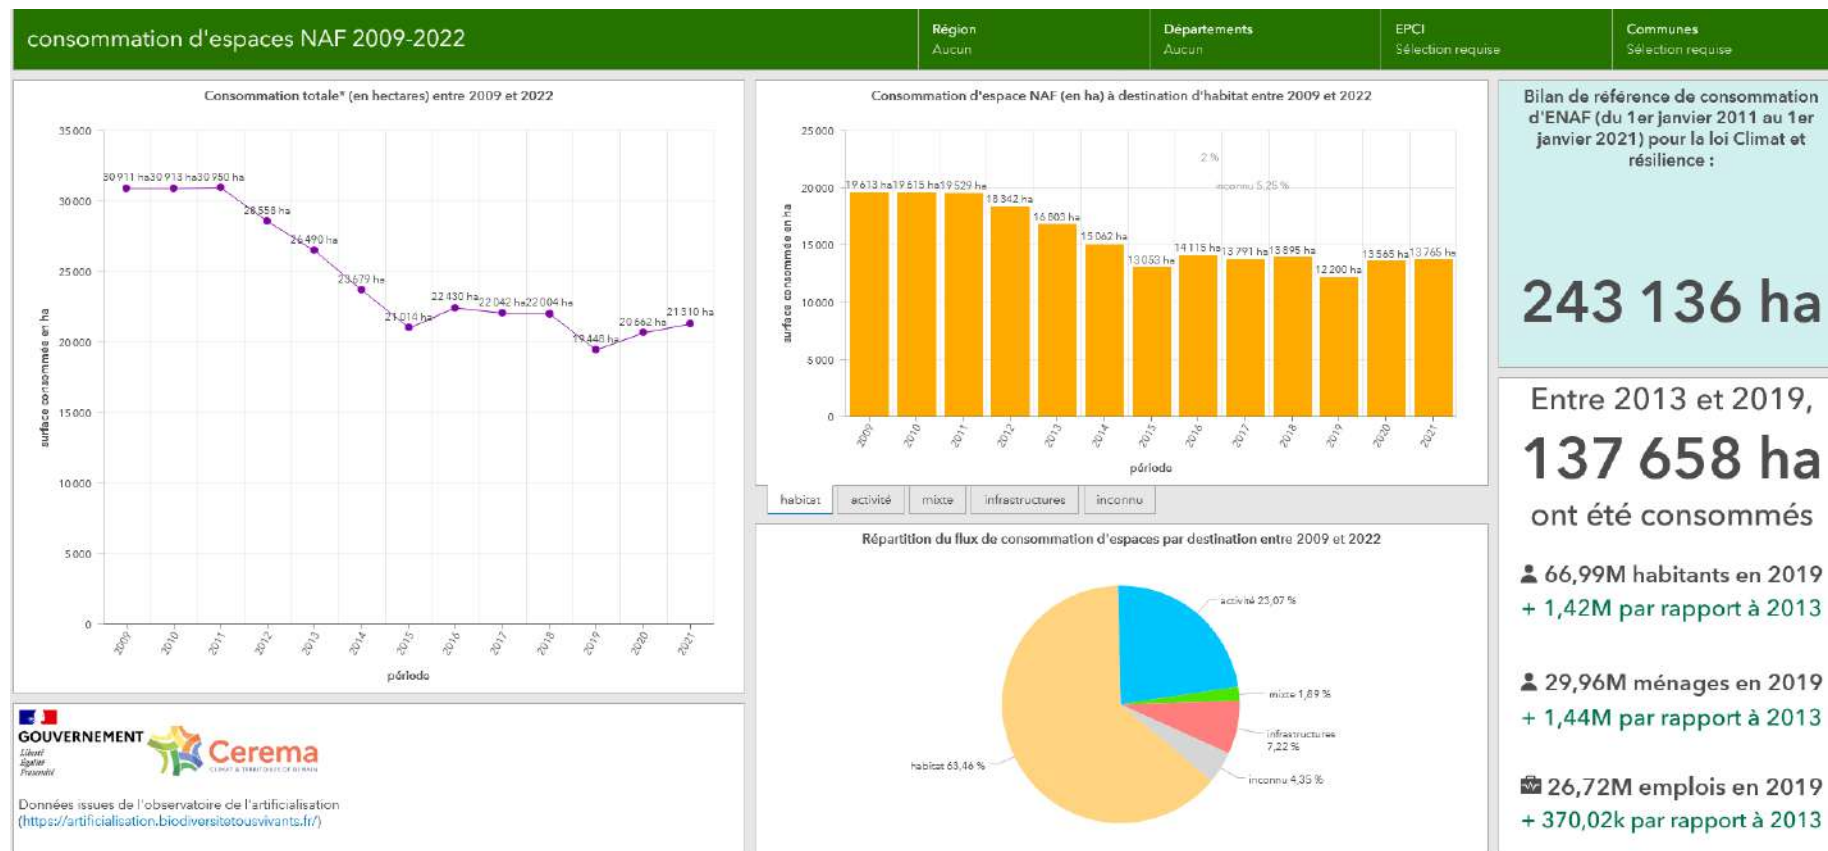 consommation d'espaces NAF 2009-2022
Région
Aucun
Départements
Aucun
EPCI
Sélection requise
Communes
Sélection requise
Consommation totale* (en hectares) entre 2009 et 2022
surface consommée en ha
35 000
30 000
25 000
20 000
15 000
10 000
5 000
0
30 911 ha
30 913 ha
30 950 ha
28 558 ha
26 490 ha
23 679 ha
21 014 ha
22 430 ha
22 042 ha
22 004 ha
19 448 ha
20 662 ha
21 310 ha
2009
2010
2011
2012
2013
2014
2015
2016
2017
2018
2019
2020
2021
période
GOUVERNEMENT
Liberté
Égalité
Fraternité
Cerema
CLIMAT & TERRITOIRES DE DEMAIN
Données issues de l'observatoire de l'artificialisation
(https://artificialisation.biodiversitetousvivants.fr/)
Consommation d'espace NAF (en ha) à destination d'habitat entre 2009 et 2022
surface consommée en ha
25 000
20 000
15 000
10 000
5 000
0
2 %
inconnu 5,25 %
19 613 ha
19 615 ha
19 529 ha
18 342 ha
16 803 ha
15 062 ha
13 053 ha
14 115 ha
13 791 ha
13 895 ha
12 200 ha
13 565 ha
13 765 ha
2009
2010
2011
2012
2013
2014
2015
2016
2017
2018
2019
2020
2021
période
habitat
activité
mixte
infrastructures
inconnu
Répartition du flux de consommation d'espaces par destination entre 2009 et 2022
activité 23,07 %
mixte 1,89 %
infrastructures
7,22 %
inconnu 4,35 %
habitat 63,46 %
Bilan de référence de consommation
d'ENAF (du 1er janvier 2011 au 1er
janvier 2021) pour la loi Climat et
résilience :
243 136 ha
Entre 2013 et 2019,
137 658 ha
ont été consommés
66,99M habitants en 2019
+ 1,42M par rapport à 2013
29,96M ménages en 2019
+ 1,44M par rapport à 2013
26,72M emplois en 2019
+ 370,02k par rapport à 2013